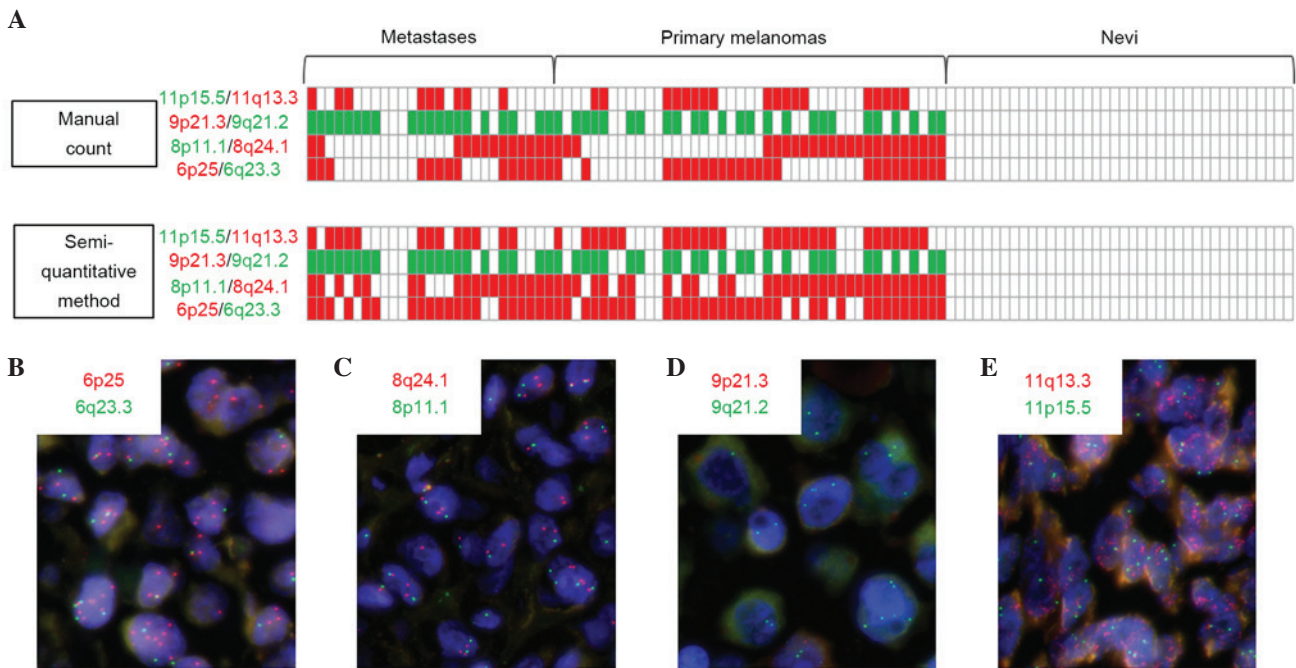 A
Metastases
Primary melanomas
Nevi
Manual
count
11p15.5/11q13.3
9p21.3/9q21.2
8p11.1/8q24.1
6p25/6q23.3
Semi-
quantitative
method
11p15.5/11q13.3
9p21.3/9q21.2
8p11.1/8q24.1
6p25/6q23.3
B
6p25
6q23.3
C
8q24.1
8p11.1
D
9p21.3
9q21.2
E
11q13.3
11p15.5